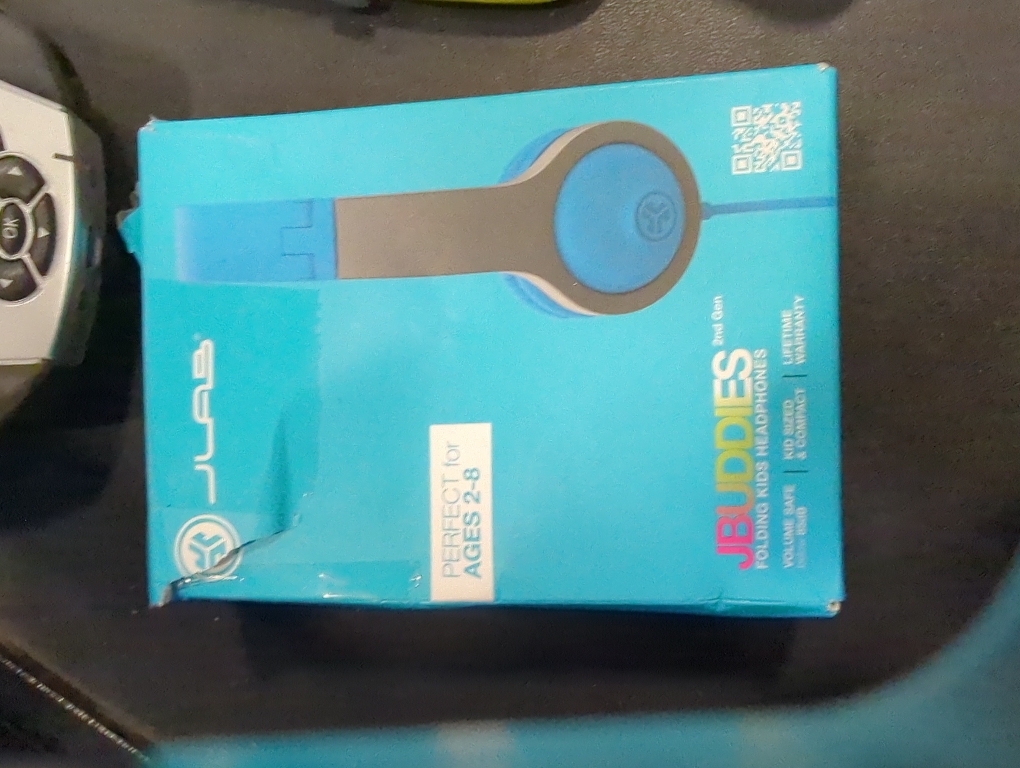 JLAB
PERFECT for
AGES 2-8
JBUDDIES 2nd Gen
FOLDING KIDS HEADPHONES
VOLUME SAFE
85dB
KID SIZED
& COMPACT
LIFETIME
WARRANTY
OK